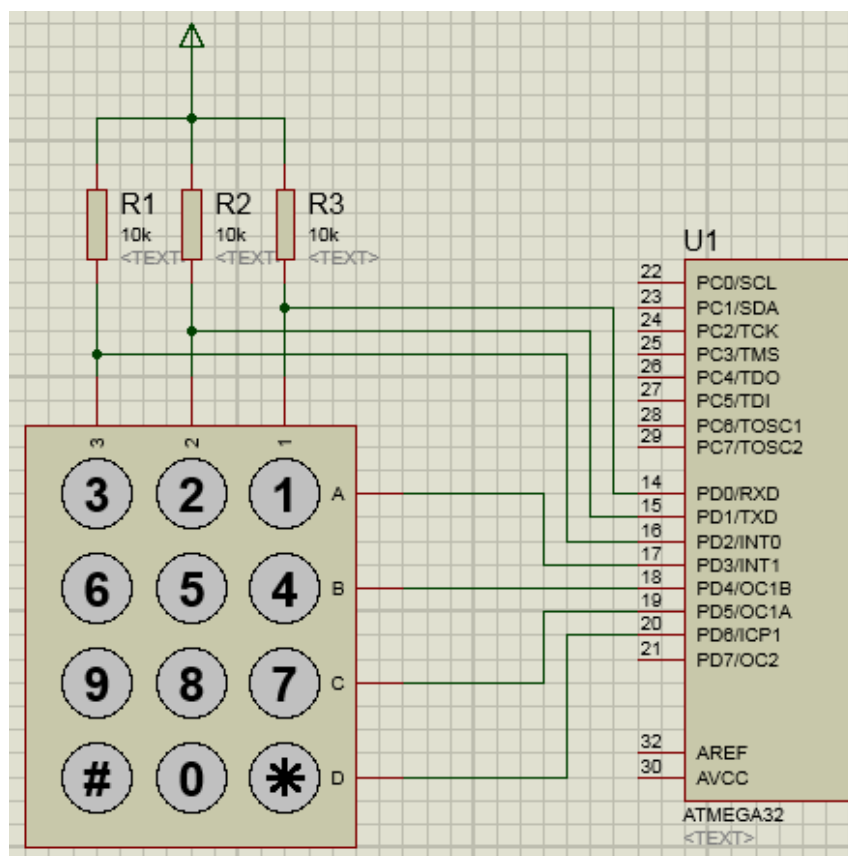 R1 R2 R3
10k 10k 10k
<TEXT <TEXT <TEXT>
U1
22 PC0/SCL
23 PC1/SDA
24 PC2/TCK
25 PC3/TMS
26 PC4/TDO
27 PC5/TDI
28 PC6/TOSC1
29 PC7/TOSC2
14 PD0/RXD
15 PD1/TXD
16 PD2/INT0
17 PD3/INT1
18 PD4/OC1B
19 PD5/OC1A
20 PD6/ICP1
21 PD7/OC2
32 AREF
30 AVCC
ATMEGA32
<TEXT>
3 2 1
3 2 1 A
6 5 4 B
9 8 7 C
# 0 * D